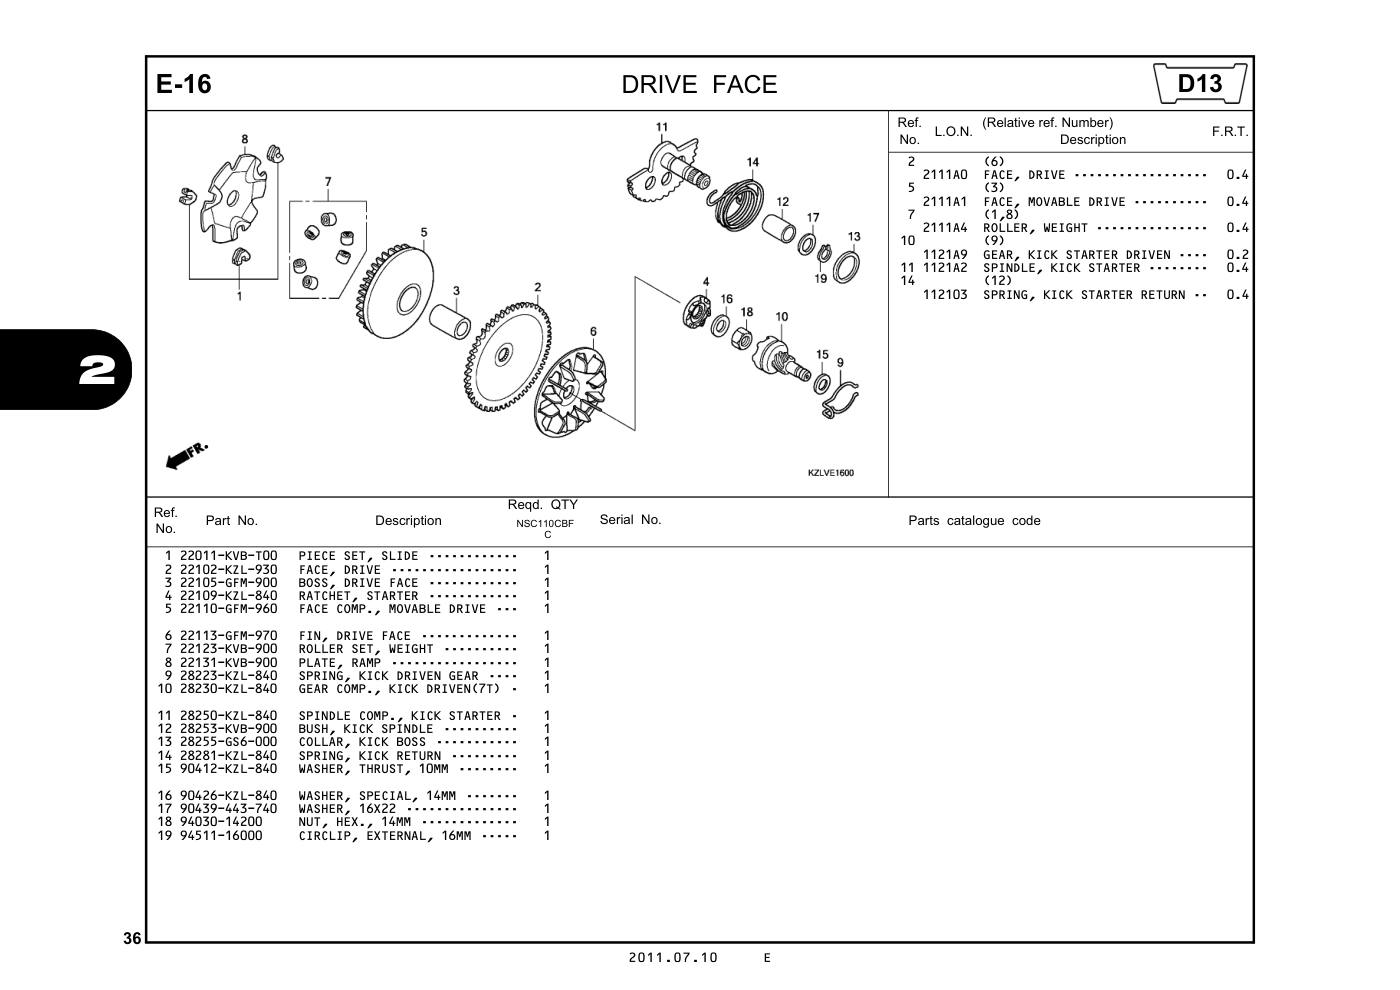 E-16
DRIVE FACE
D13
8
7
1
5
3
2
6
11
14
12
17
19
13
4
16
18
10
15
9
FR.
KZLVE1600
2
Ref. No. L.O.N. (Relative ref. Number) Description F.R.T.
2 (6)
2111A0 FACE, DRIVE ------------------ 0.4
5 (3)
2111A1 FACE, MOVABLE DRIVE ---------- 0.4
7 (1,8)
2111A4 ROLLER, WEIGHT --------------- 0.4
10 (9)
1121A9 GEAR, KICK STARTER DRIVEN ---- 0.2
11 1121A2 SPINDLE, KICK STARTER -------- 0.4
14 (12)
112103 SPRING, KICK STARTER RETURN -- 0.4
Ref. No. Part No. Description Reqd. QTY NSC110CBF C Serial No. Parts catalogue code
1 22011-KVB-T00 PIECE SET, SLIDE ------------ 1
2 22102-KZL-930 FACE, DRIVE ----------------- 1
3 22105-GFM-900 BOSS, DRIVE FACE ------------ 1
4 22109-KZL-840 RATCHET, STARTER ------------ 1
5 22110-GFM-960 FACE COMP., MOVABLE DRIVE --- 1
6 22113-GFM-970 FIN, DRIVE FACE ------------- 1
7 22123-KVB-900 ROLLER SET, WEIGHT ---------- 1
8 22131-KVB-900 PLATE, RAMP ----------------- 1
9 28223-KZL-840 SPRING, KICK DRIVEN GEAR ---- 1
10 28230-KZL-840 GEAR COMP., KICK DRIVEN(7T) - 1
11 28250-KZL-840 SPINDLE COMP., KICK STARTER - 1
12 28253-KVB-900 BUSH, KICK SPINDLE ---------- 1
13 28255-GS6-000 COLLAR, KICK BOSS ----------- 1
14 28281-KZL-840 SPRING, KICK RETURN --------- 1
15 90412-KZL-840 WASHER, THRUST, 10MM -------- 1
16 90426-KZL-840 WASHER, SPECIAL, 14MM ------- 1
17 90439-443-740 WASHER, 16X22 --------------- 1
18 94030-14200 NUT, HEX., 14MM ------------- 1
19 94511-16000 CIRCLIP, EXTERNAL, 16MM ----- 1
36
2011.07.10 E